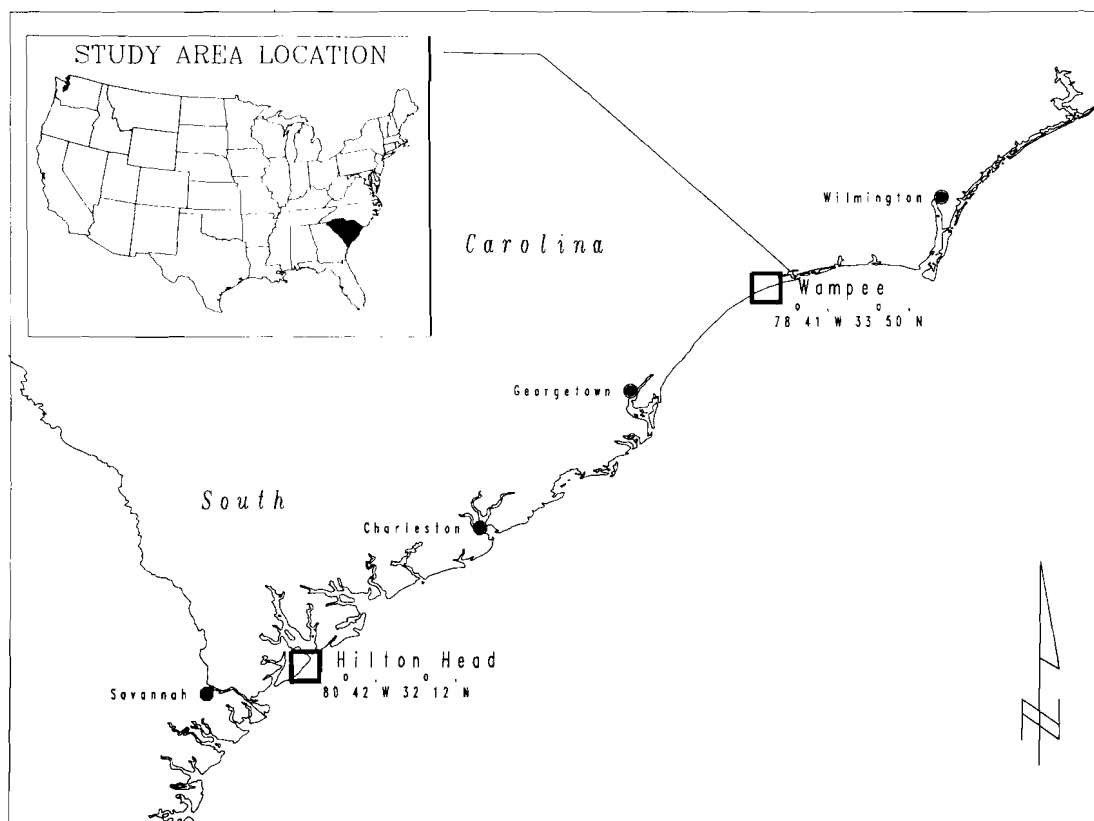 STUDY AREA LOCATION
Wilmington
Carolina
Wampee
78° 41' W 33° 50' N
Georgetown
South
Charleston
Hilton Head
80° 42' W 32° 12' N
Savannah
N